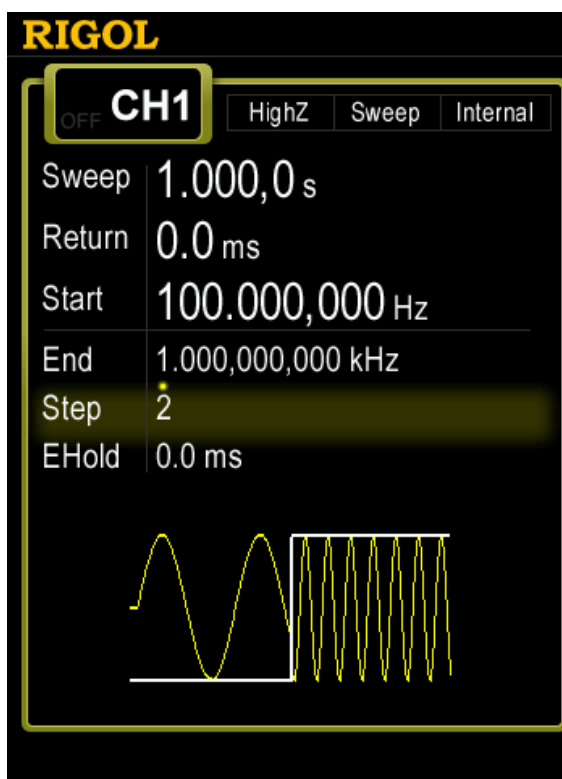 RIGOL
OFF CH1 HighZ Sweep Internal
Sweep 1.000,0 s
Return 0.0 ms
Start 100.000,000 Hz
End 1.000,000,000 kHz
Step 2
EHold 0.0 ms